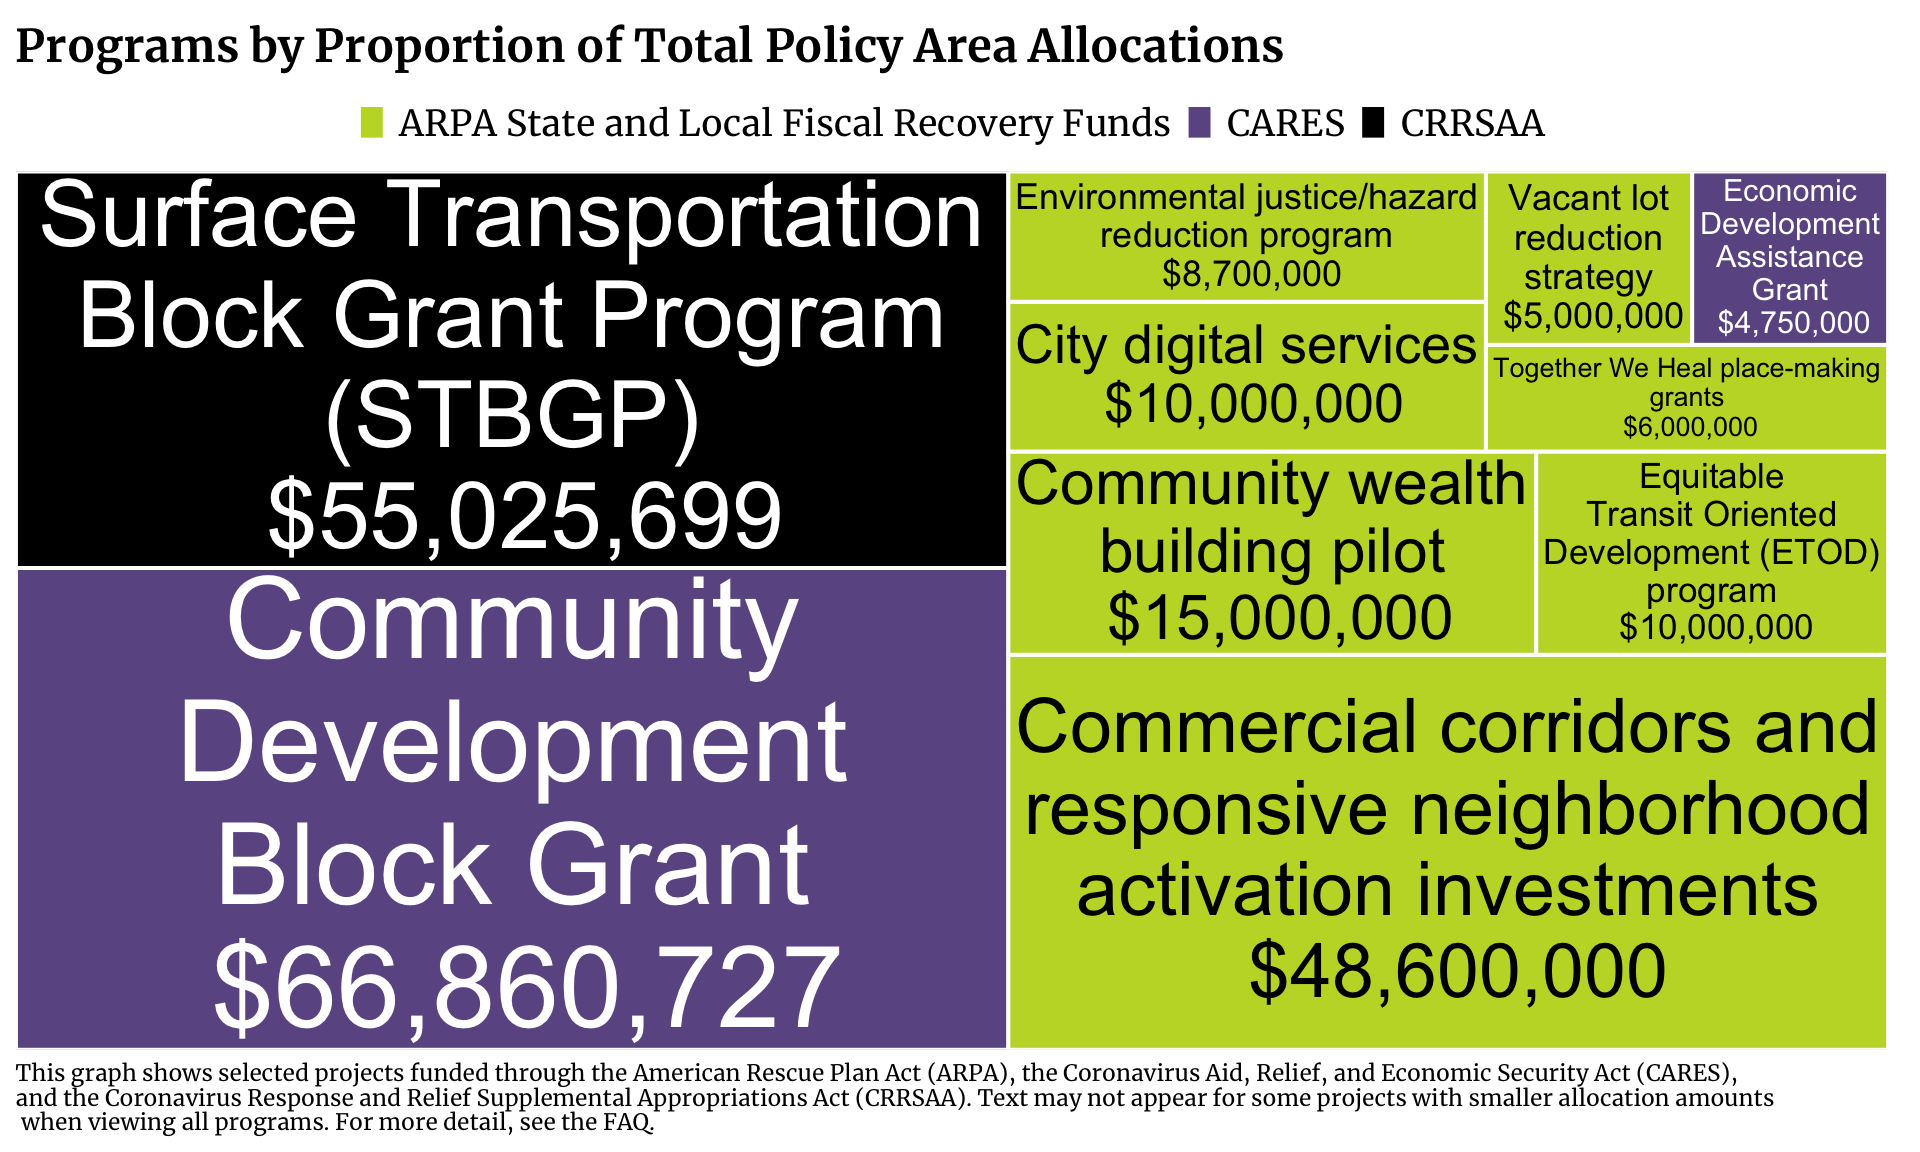 Programs by Proportion of Total Policy Area Allocations
ARPA State and Local Fiscal Recovery Funds CARES CRRSAA
Surface Transportation
Block Grant Program
(STBGP)
$55,025,699
Community
Development
Block Grant
$66,860,727
Environmental justice/hazard
reduction program
$8,700,000
City digital services
$10,000,000
Vacant lot
reduction
strategy
$5,000,000
Economic
Development
Assistance
Grant
$4,750,000
Together We Heal place-making
grants
$6,000,000
Community wealth
building pilot
$15,000,000
Equitable
Transit Oriented
Development (ETOD)
program
$10,000,000
Commercial corridors and
responsive neighborhood
activation investments
$48,600,000
This graph shows selected projects funded through the American Rescue Plan Act (ARPA), the Coronavirus Aid, Relief, and Economic Security Act (CARES),
and the Coronavirus Response and Relief Supplemental Appropriations Act (CRRSAA). Text may not appear for some projects with smaller allocation amounts
when viewing all programs. For more detail, see the FAQ.